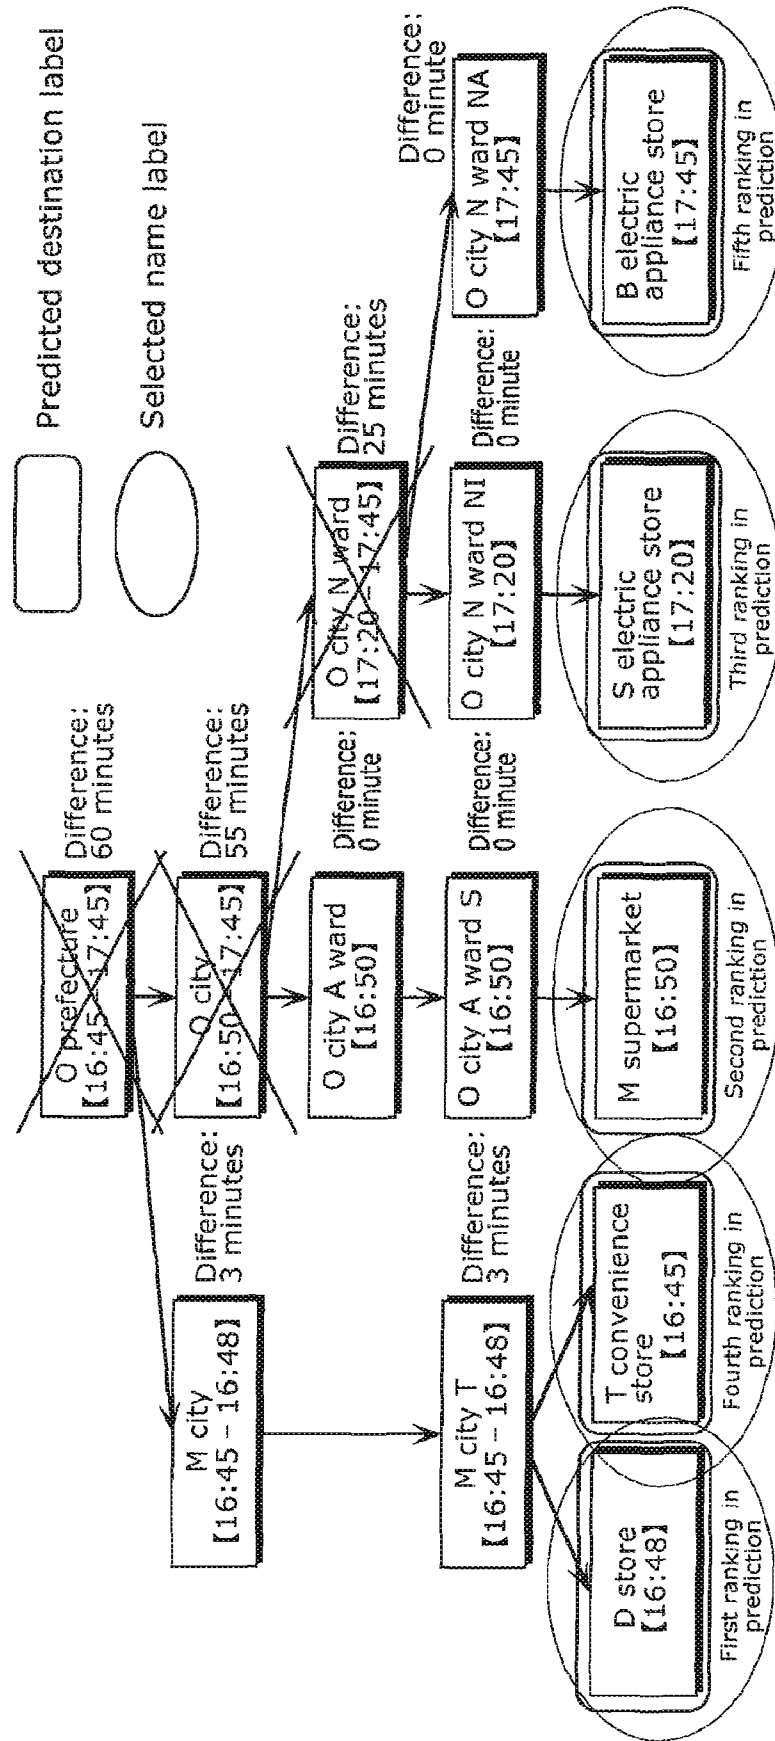 Predicted destination label
Selected name label
Difference:
60 minutes
O prefecture
【16:45 – 17:45】
Difference:
3 minutes
M city
【16:45 – 16:48】
Difference:
55 minutes
O city
【16:50 – 17:45】
Difference:
0 minute
O city A ward
【16:50】
Difference:
25 minutes
O city N ward
【17:20 – 17:45】
Difference:
3 minutes
M city T
【16:45 – 16:48】
Difference:
0 minute
O city A ward S
【16:50】
Difference:
0 minute
O city N ward NI
【17:20】
Difference:
0 minute
O city N ward NA
【17:45】
D store
【16:48】
First ranking in
prediction
T convenience
store
【16:45】
Fourth ranking in
prediction
M supermarket
【16:50】
Second ranking in
prediction
S electric
appliance store
【17:20】
Third ranking in
prediction
B electric
appliance store
【17:45】
Fifth ranking in
prediction